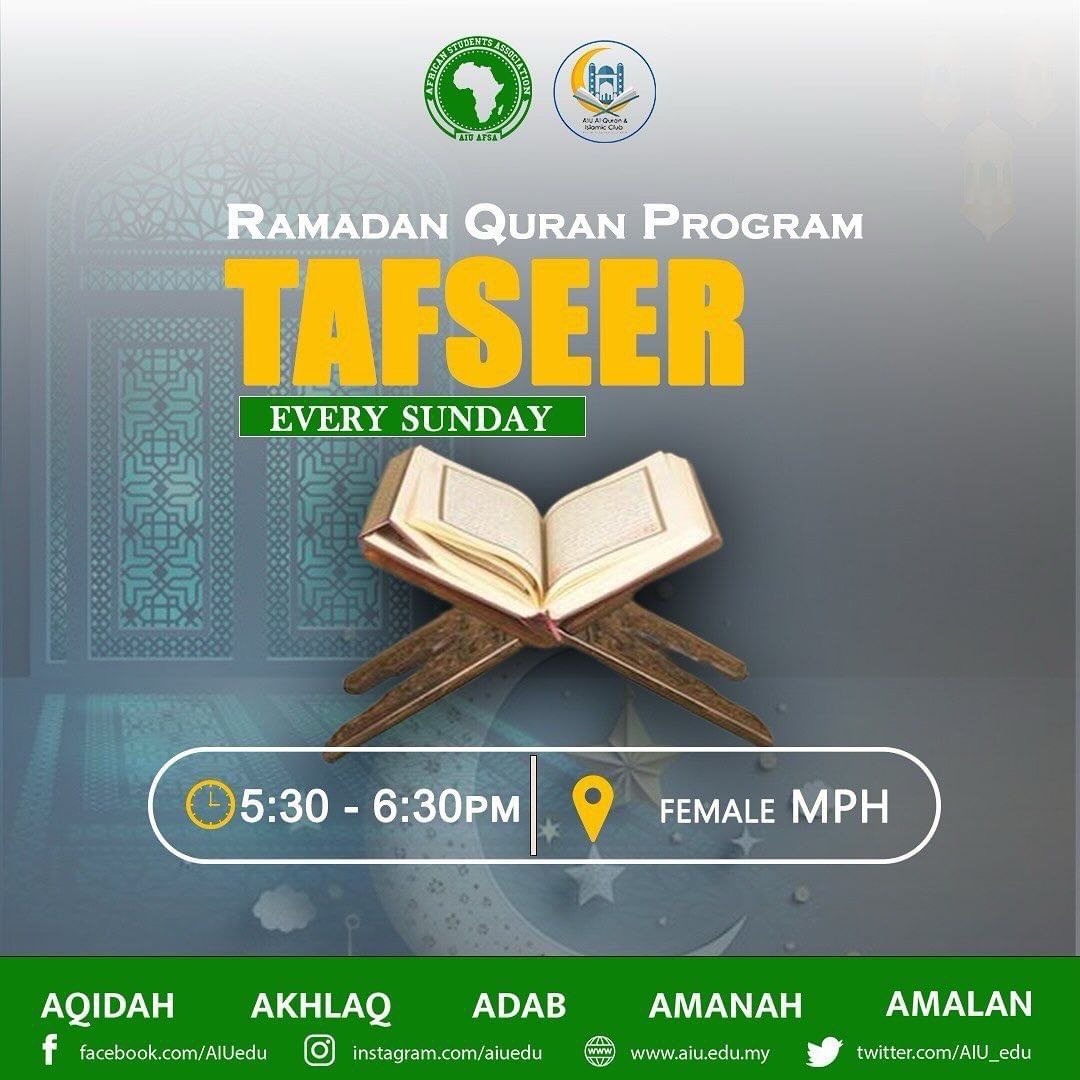 AFRICAN STUDENTS ASSOCIATION
AIU AFSA
AIU Al Quran &
Islamic Club
RAMADAN QURAN PROGRAM
TAFSEER
EVERY SUNDAY
5:30 - 6:30PM
FEMALE MPH
AQIDAH AKHLAQ ADAB AMANAH AMALAN
facebook.com/AIUedu instagram.com/aiuedu www.aiu.edu.my twitter.com/AIU_edu